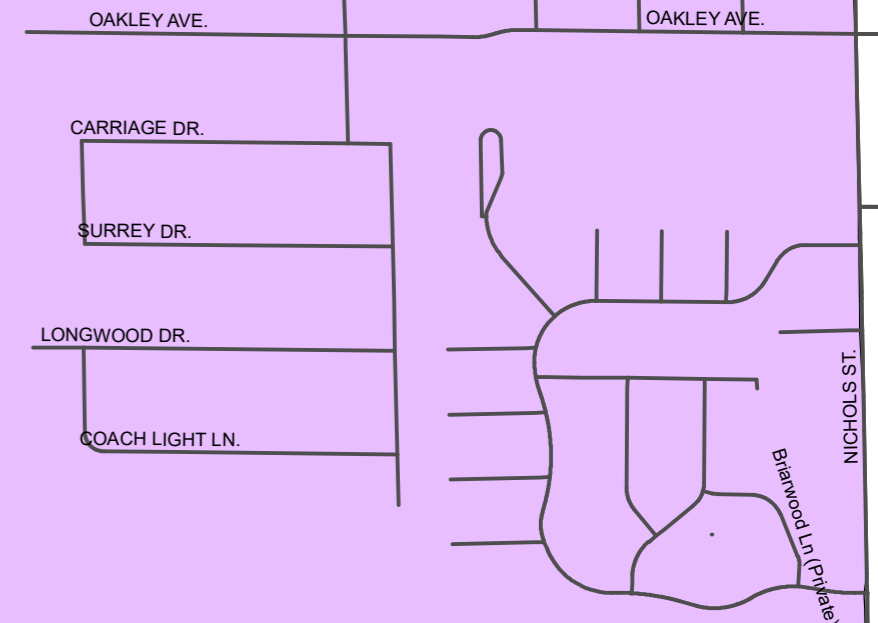 OAKLEY AVE.
OAKLEY AVE.
CARRIAGE DR.
SURREY DR.
LONGWOOD DR.
NICHOLS ST.
COACH LIGHT LN.
Briarwood Ln (Private)